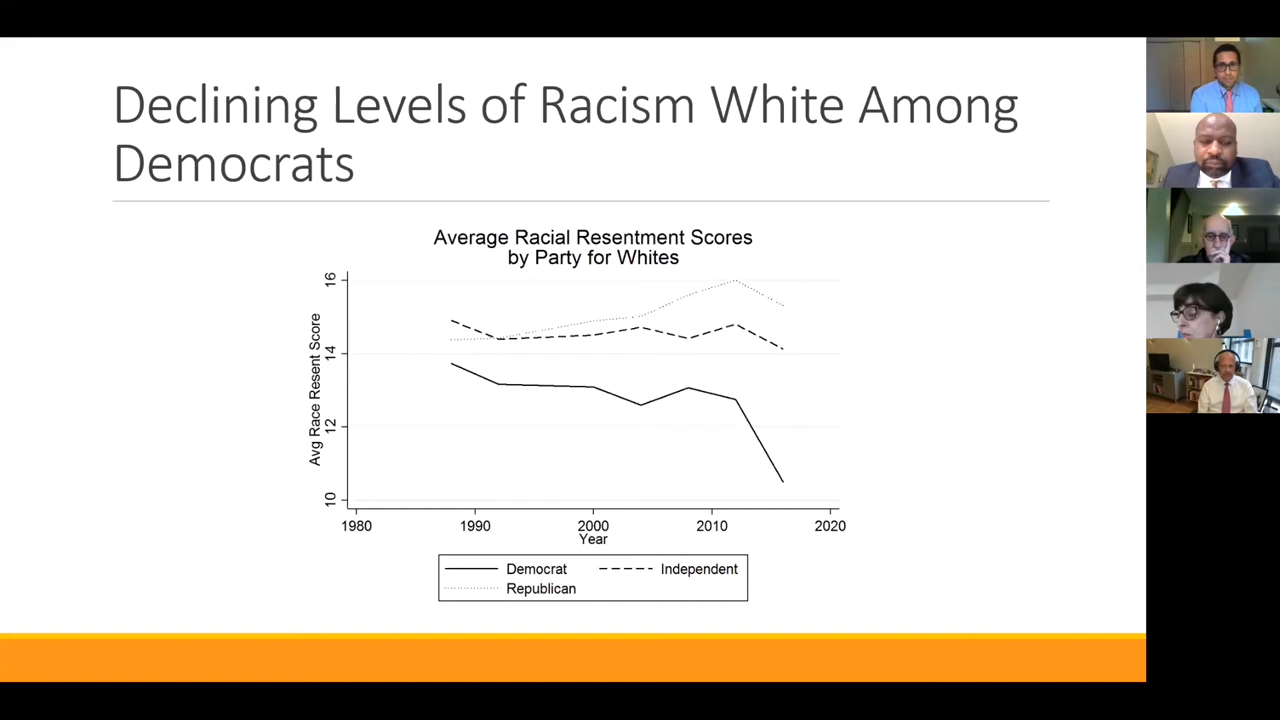 Declining Levels of Racism White Among
Democrats
Average Racial Resentment Scores
by Party for Whites
Avg Race Resent Score
16
14
12
10
1980 1990 2000 2010 2020
Year
Democrat Independent
Republican